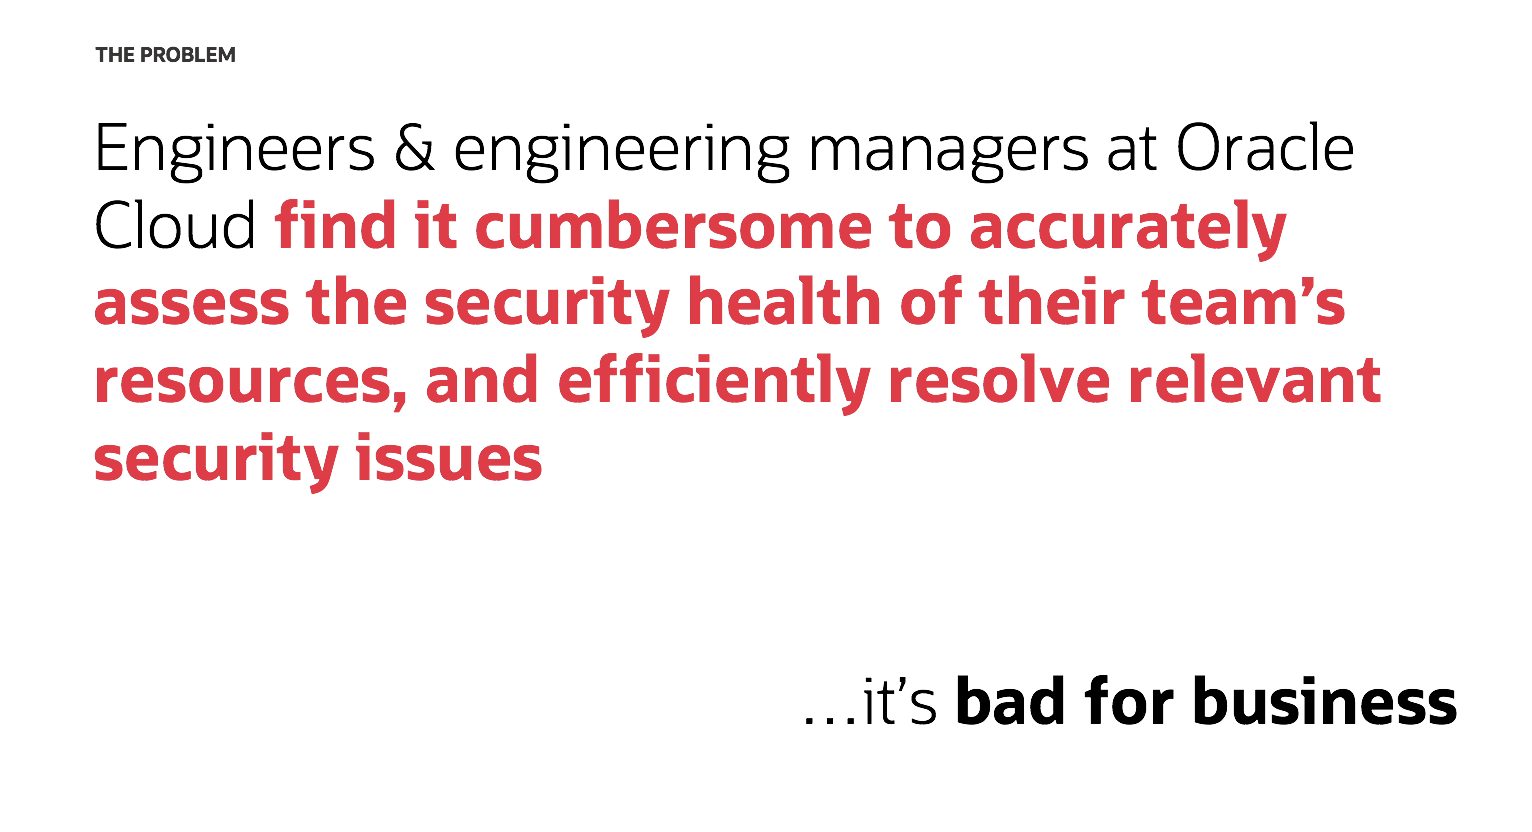 THE PROBLEM
Engineers & engineering managers at Oracle
Cloud find it cumbersome to accurately
assess the security health of their team’s
resources, and efficiently resolve relevant
security issues
…it’s bad for business